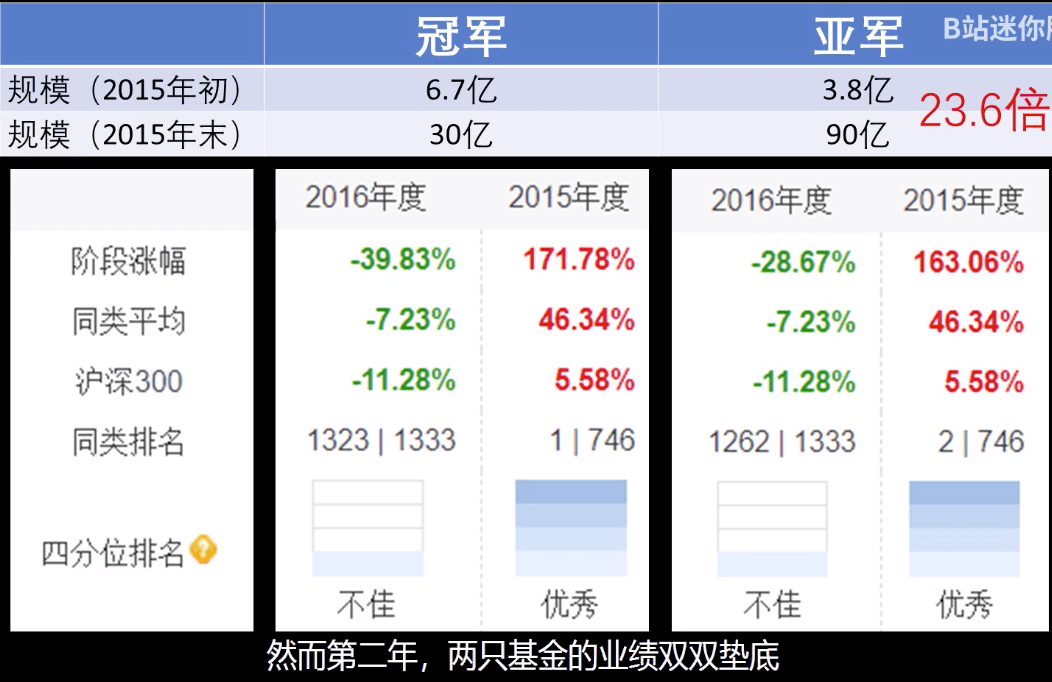 冠军 亚军 B站迷你
规模（2015年初） 6.7亿 3.8亿
23.6倍
规模（2015年末） 30亿 90亿
2016年度 2015年度 2016年度 2015年度
阶段涨幅 -39.83% 171.78% -28.67% 163.06%
同类平均 -7.23% 46.34% -7.23% 46.34%
沪深300 -11.28% 5.58% -11.28% 5.58%
同类排名 1323 | 1333 1 | 746 1262 | 1333 2 | 746
四分位排名 ?
不佳 优秀 不佳 优秀
然而第二年，两只基金的业绩双双垫底